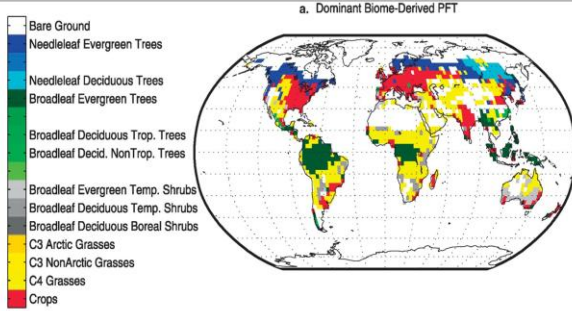 a. Dominant Biome-Derived PFT
Bare Ground
Needleleaf Evergreen Trees
Needleleaf Deciduous Trees
Broadleaf Evergreen Trees
Broadleaf Deciduous Trop. Trees
Broadleaf Decid. NonTrop. Trees
Broadleaf Evergreen Temp. Shrubs
Broadleaf Deciduous Temp. Shrubs
Broadleaf Deciduous Boreal Shrubs
C3 Arctic Grasses
C3 NonArctic Grasses
C4 Grasses
Crops